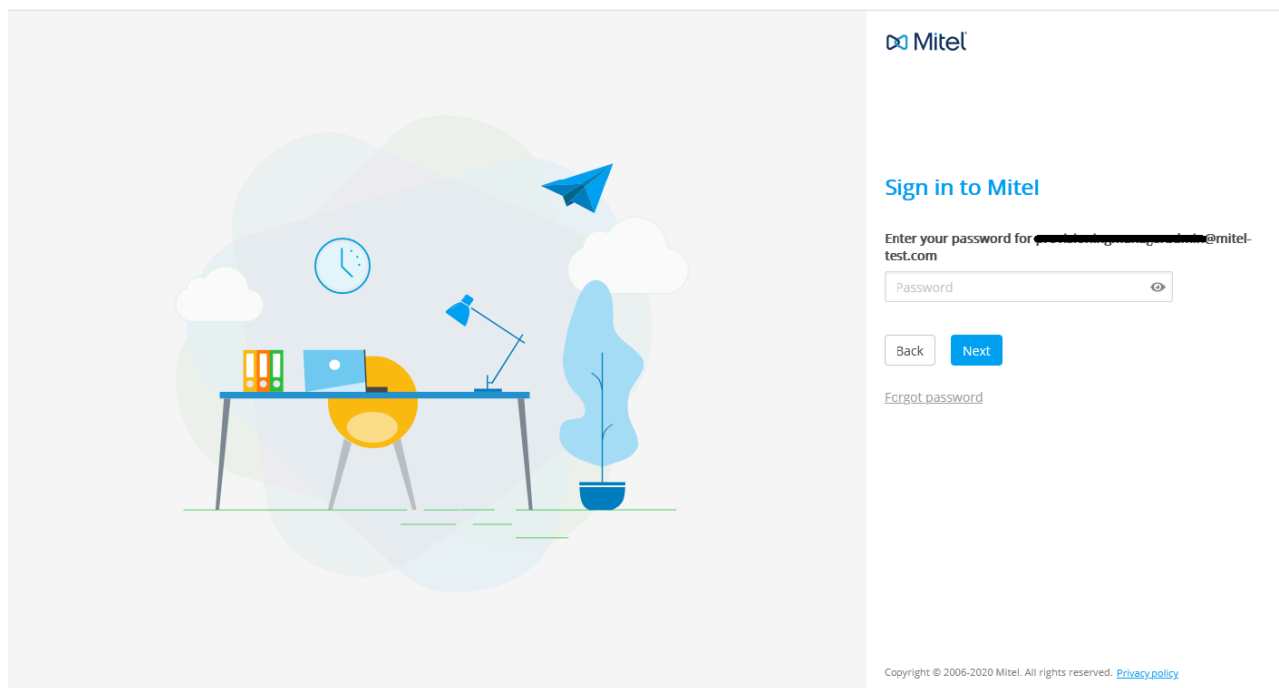 Mitel
Sign in to Mitel
Enter your password for @mitel-
test.com
Password
Back Next
Forgot password
Copyright © 2006-2020 Mitel. All rights reserved. Privacy policy